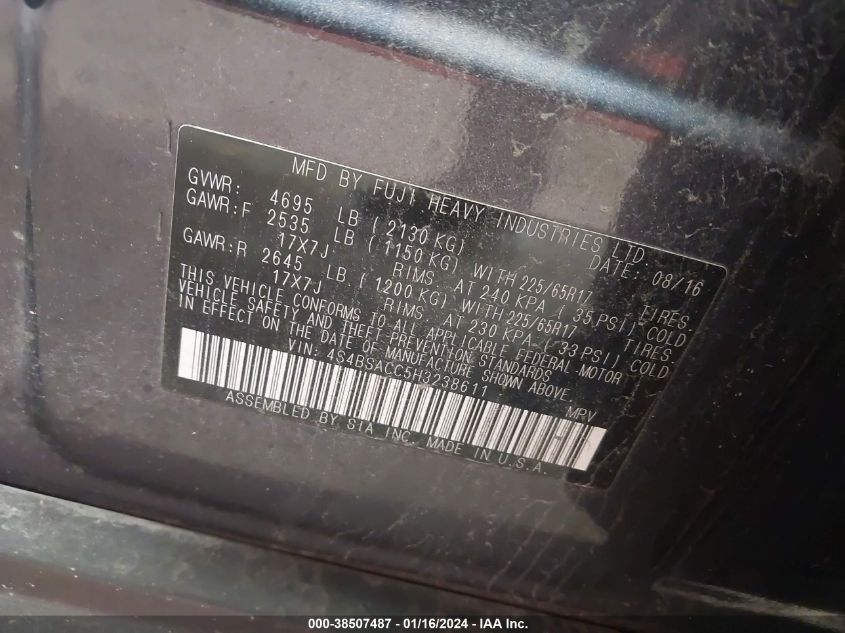 MFD BY FUJI HEAVY INDUSTRIES LTD.
DATE: 08/16
GVWR: 4695 LB (2130 KG)
GAWR:F 2535 LB (1150 KG) WITH 225/65R17 TIRES.
17X7J RIMS. AT 240 KPA (35 PSI) COLD
GAWR:R 2645 LB (1200 KG) WITH 225/65R17 TIRES.
17X7J RIMS. AT 230 KPA (33 PSI) COLD
THIS VEHICLE CONFORMS TO ALL APPLICABLE FEDERAL MOTOR
VEHICLE SAFETY AND THEFT PREVENTION STANDARDS
IN EFFECT ON THE DATE OF MANUFACTURE SHOWN ABOVE.
VIN: 4S4BSACC5H3238611 MPV
ASSEMBLED BY SIA INC. MADE IN U.S.A.
000-38507487 - 01/16/2024 - IAA Inc.